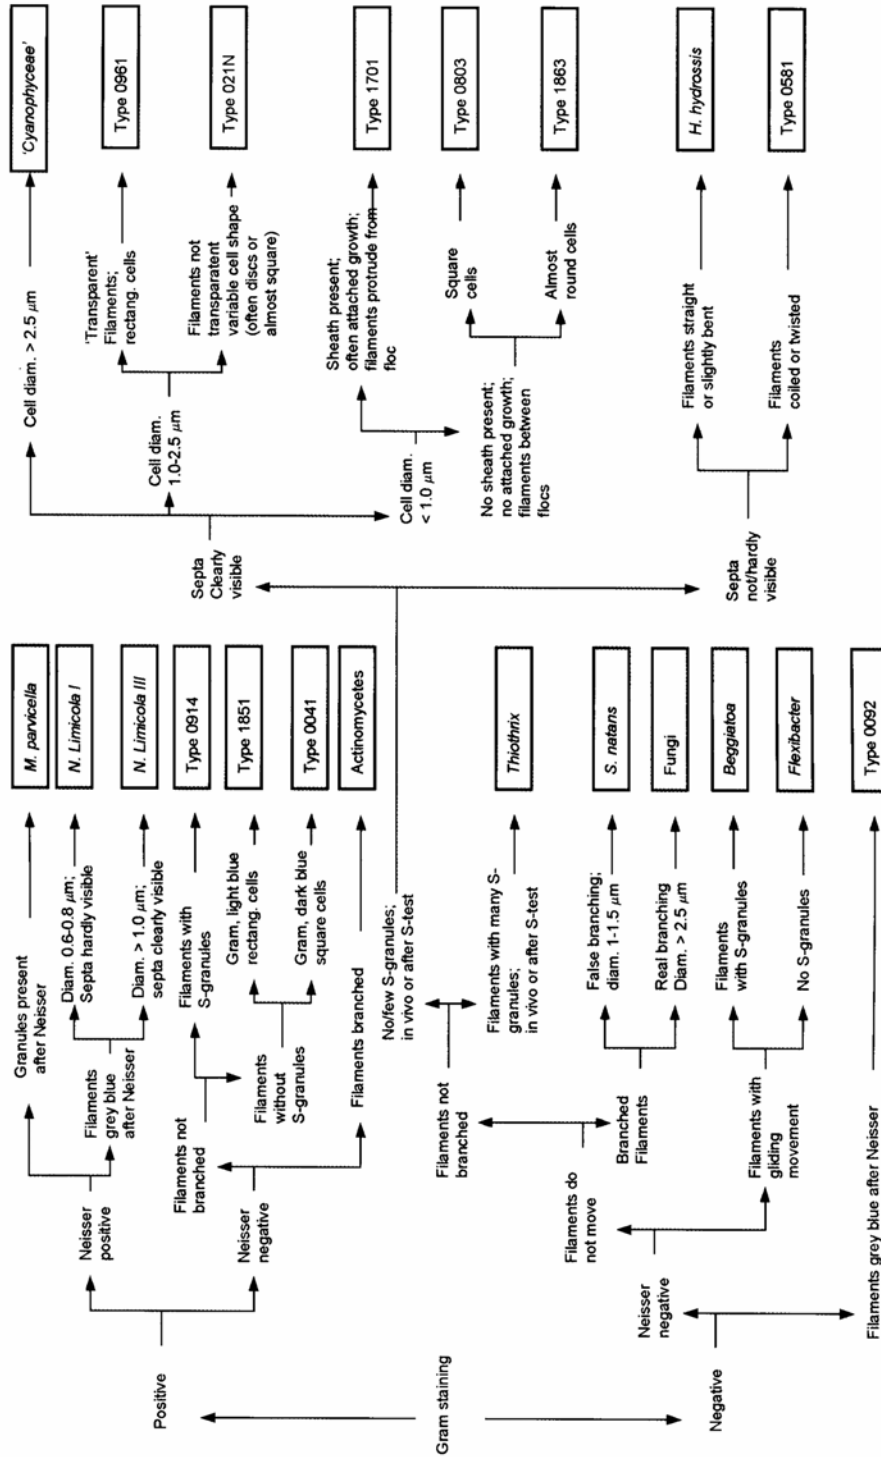 Gram staining
Positive
Neisser
positive
Granules present
after Neisser
M. parvicella
Filaments
grey blue
after Neisser
Diam. 0.6-0.8 μm;
Septa hardly visible
N. Limicola I
Diam. > 1.0 μm;
septa clearly visible
N. Limicola III
Neisser
negative
Filaments not
branched
Filaments with
S-granules
Type 0914
Filaments
without
S-granules
Gram, light blue
rectang. cells
Type 1851
Gram, dark blue
square cells
Type 0041
Filaments branched
Actinomycetes
Negative
Neisser
negative
Filaments do
not move
Filaments not
branched
No/few S-granules;
in vivo or after S-test
Septa
Clearly
visible
Cell diam. > 2.5 μm
'Cyanophyceae'
Cell diam.
1.0-2.5 μm
'Transparent'
Filaments;
rectang. cells
Type 0961
Filaments not
transparatent
variable cell shape
(often discs or
almost square)
Type 021N
Cell diam.
< 1.0 μm
Sheath present;
often attached growth;
filaments protrude from
floc
Type 1701
No sheath present;
no attached growth;
filaments between
flocs
Square
cells
Type 0803
Almost
round cells
Type 1863
Septa
not/hardly
visible
Filaments straight
or slightly bent
H. hydrossis
Filaments
coiled or twisted
Type 0581
Filaments with many S-
granules;
in vivo or after S-test
Thiothrix
Branched
Filaments
False branching;
diam. 1-1.5 μm
S. natans
Real branching
Diam. > 2.5 μm
Fungi
Filaments with
gliding
movement
Filaments
with S-granules
Beggiatoa
No S-granules
Flexibacter
Filaments grey blue after Neisser
Type 0092